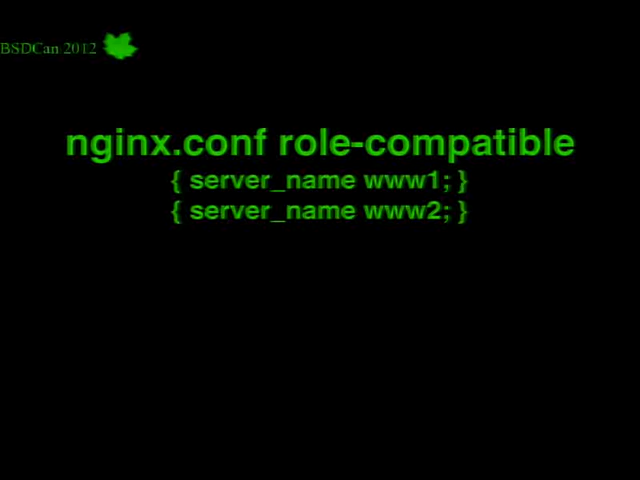 BSDCan 2012
nginx.conf role-compatible
{ server_name www1; }
{ server_name www2; }